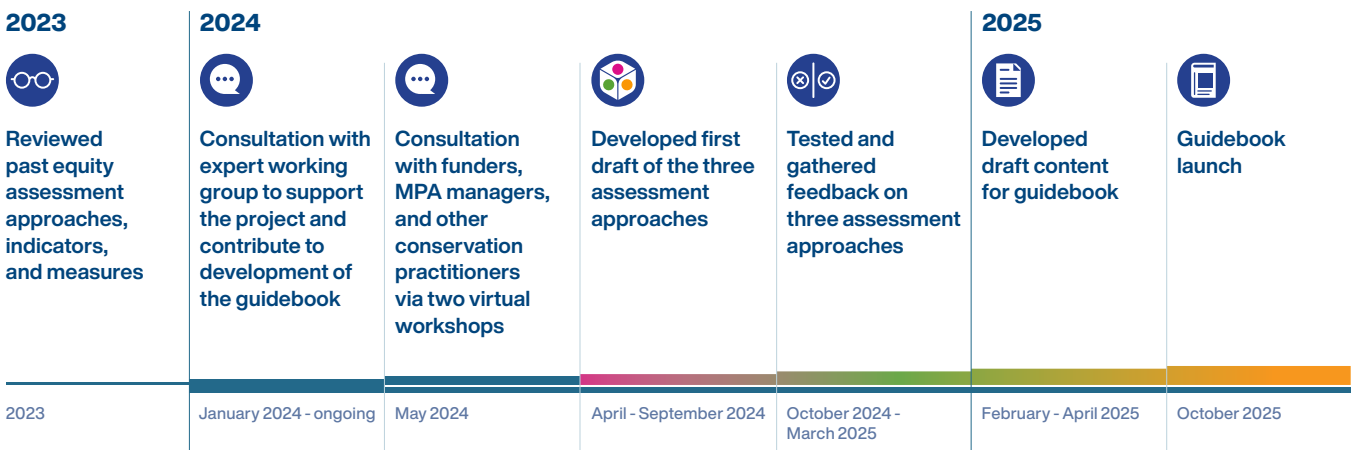 2023
2024
2025
Reviewed
past equity
assessment
approaches,
indicators,
and measures
Consultation with
expert working
group to support
the project and
contribute to
development of
the guidebook
Consultation
with funders,
MPA managers,
and other
conservation
practitioners
via two virtual
workshops
Developed first
draft of the three
assessment
approaches
Tested and
gathered
feedback on
three assessment
approaches
Developed
draft content
for guidebook
Guidebook
launch
2023
January 2024 - ongoing
May 2024
April - September 2024
October 2024 -
March 2025
February - April 2025
October 2025